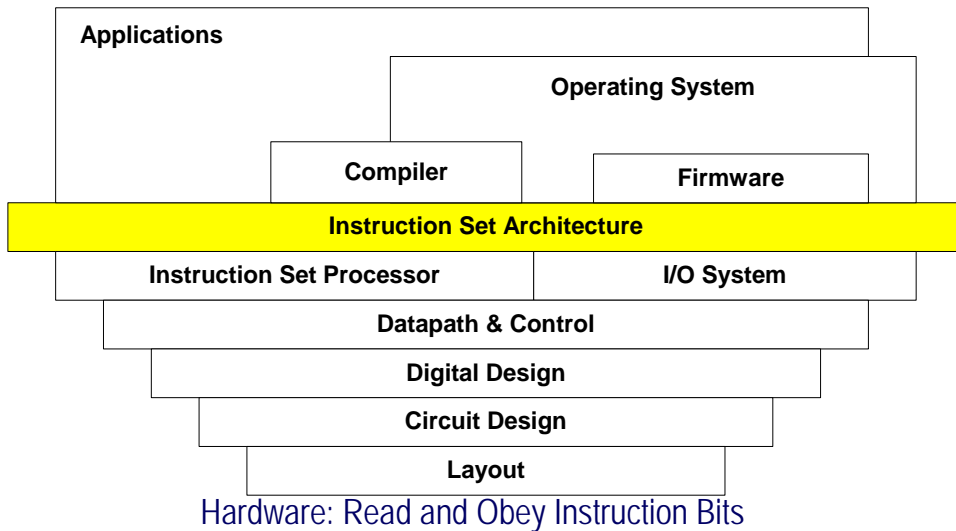 Applications
Operating System
Compiler
Firmware
Instruction Set Architecture
Instruction Set Processor
I/O System
Datapath & Control
Digital Design
Circuit Design
Layout
Hardware: Read and Obey Instruction Bits